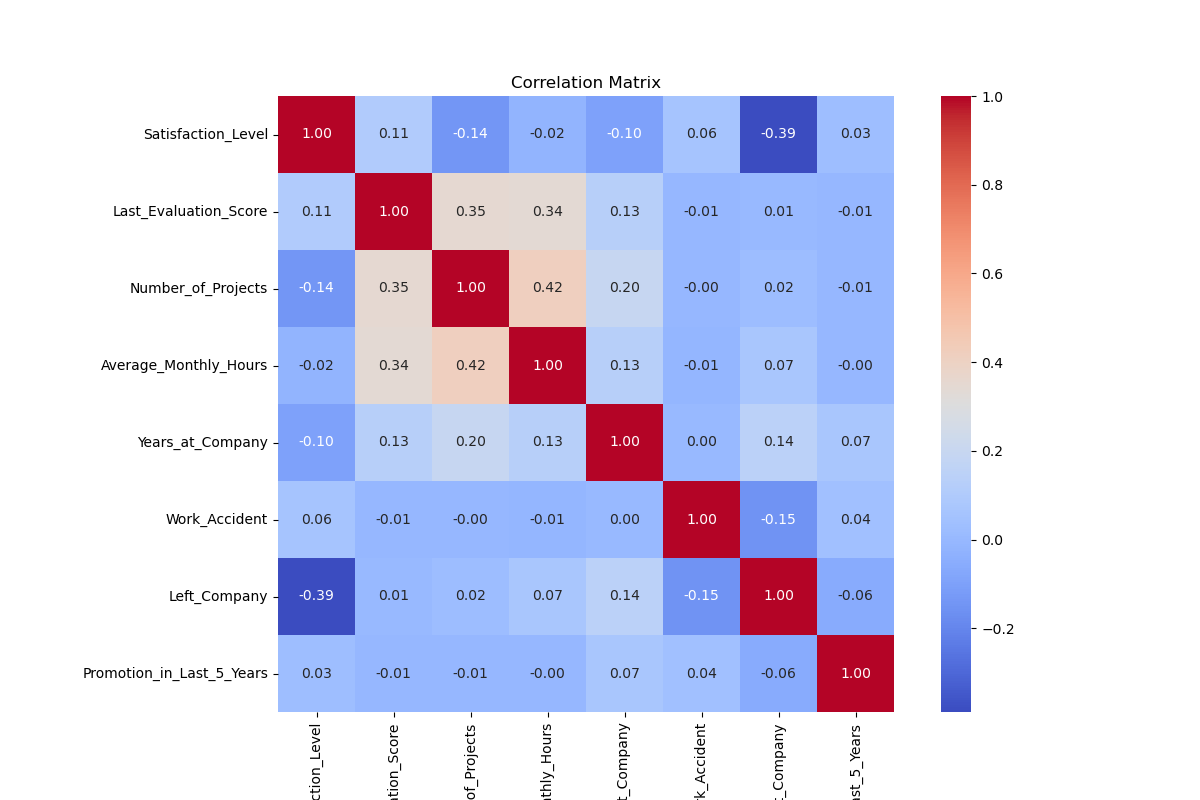 Correlation Matrix
Satisfaction_Level 1.00 0.11 -0.14 -0.02 -0.10 0.06 -0.39 0.03
Last_Evaluation_Score 0.11 1.00 0.35 0.34 0.13 -0.01 0.01 -0.01
Number_of_Projects -0.14 0.35 1.00 0.42 0.20 -0.00 0.02 -0.01
Average_Monthly_Hours -0.02 0.34 0.42 1.00 0.13 -0.01 0.07 -0.00
Years_at_Company -0.10 0.13 0.20 0.13 1.00 0.00 0.14 0.07
Work_Accident 0.06 -0.01 -0.00 -0.01 0.00 1.00 -0.15 0.04
Left_Company -0.39 0.01 0.02 0.07 0.14 -0.15 1.00 -0.06
Promotion_in_Last_5_Years 0.03 -0.01 -0.01 -0.00 0.07 0.04 -0.06 1.00
ction_Level
ation_Score
of_Projects
nthly_Hours
t_Company
rk_Accident
t_Company
ast_5_Years
1.0
0.8
0.6
0.4
0.2
0.0
−0.2